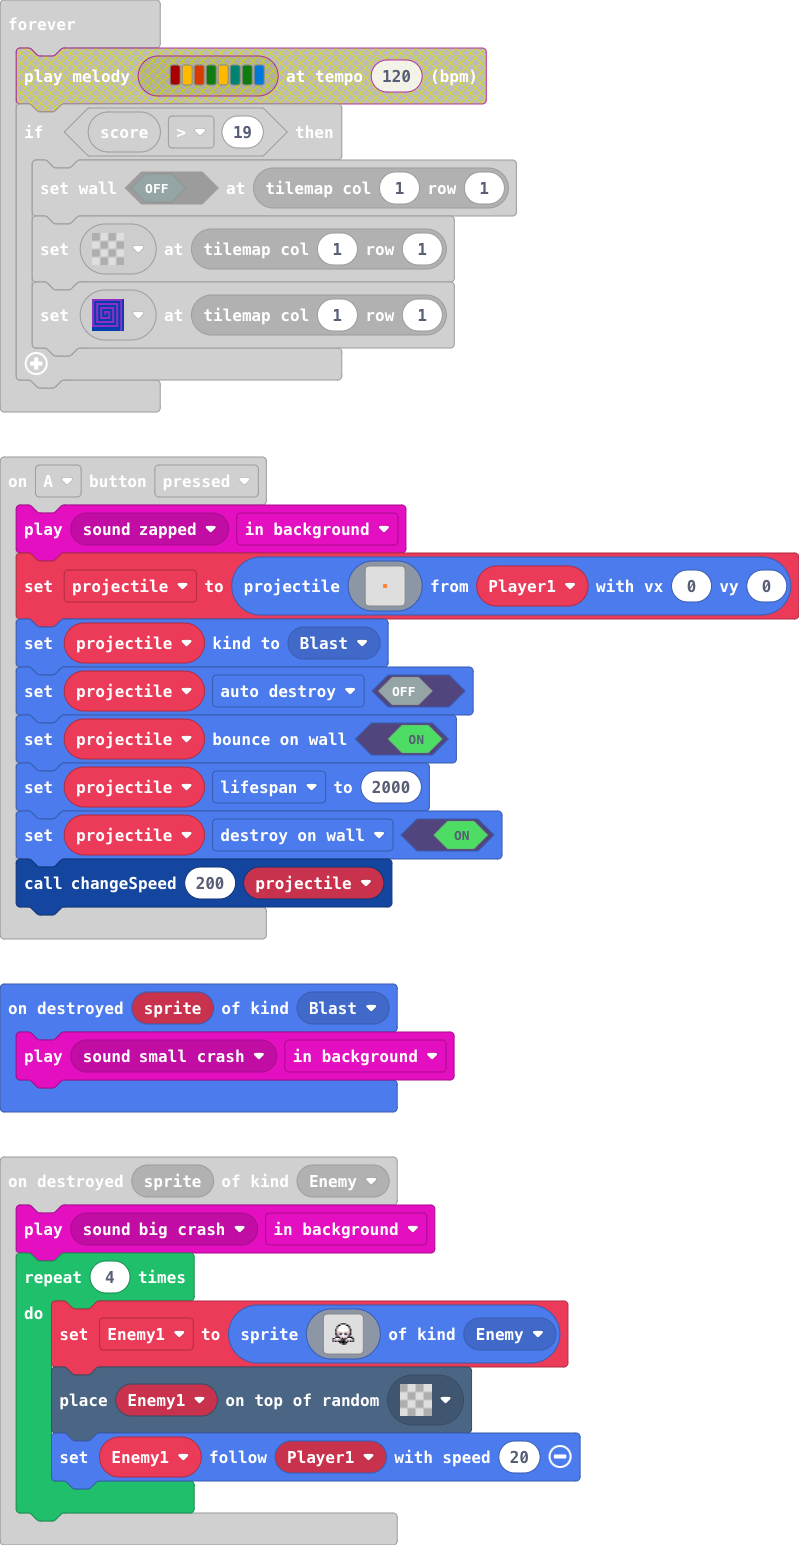 forever
play melody at tempo 120 (bpm)
if score > 19 then
set wall OFF at tilemap col 1 row 1
set at tilemap col 1 row 1
set at tilemap col 1 row 1
on A button pressed
play sound zapped in background
set projectile to projectile from Player1 with vx 0 vy 0
set projectile kind to Blast
set projectile auto destroy OFF
set projectile bounce on wall ON
set projectile lifespan to 2000
set projectile destroy on wall ON
call changeSpeed 200 projectile
on destroyed sprite of kind Blast
play sound small crash in background
on destroyed sprite of kind Enemy
play sound big crash in background
repeat 4 times
do
set Enemy1 to sprite of kind Enemy
place Enemy1 on top of random
set Enemy1 follow Player1 with speed 20